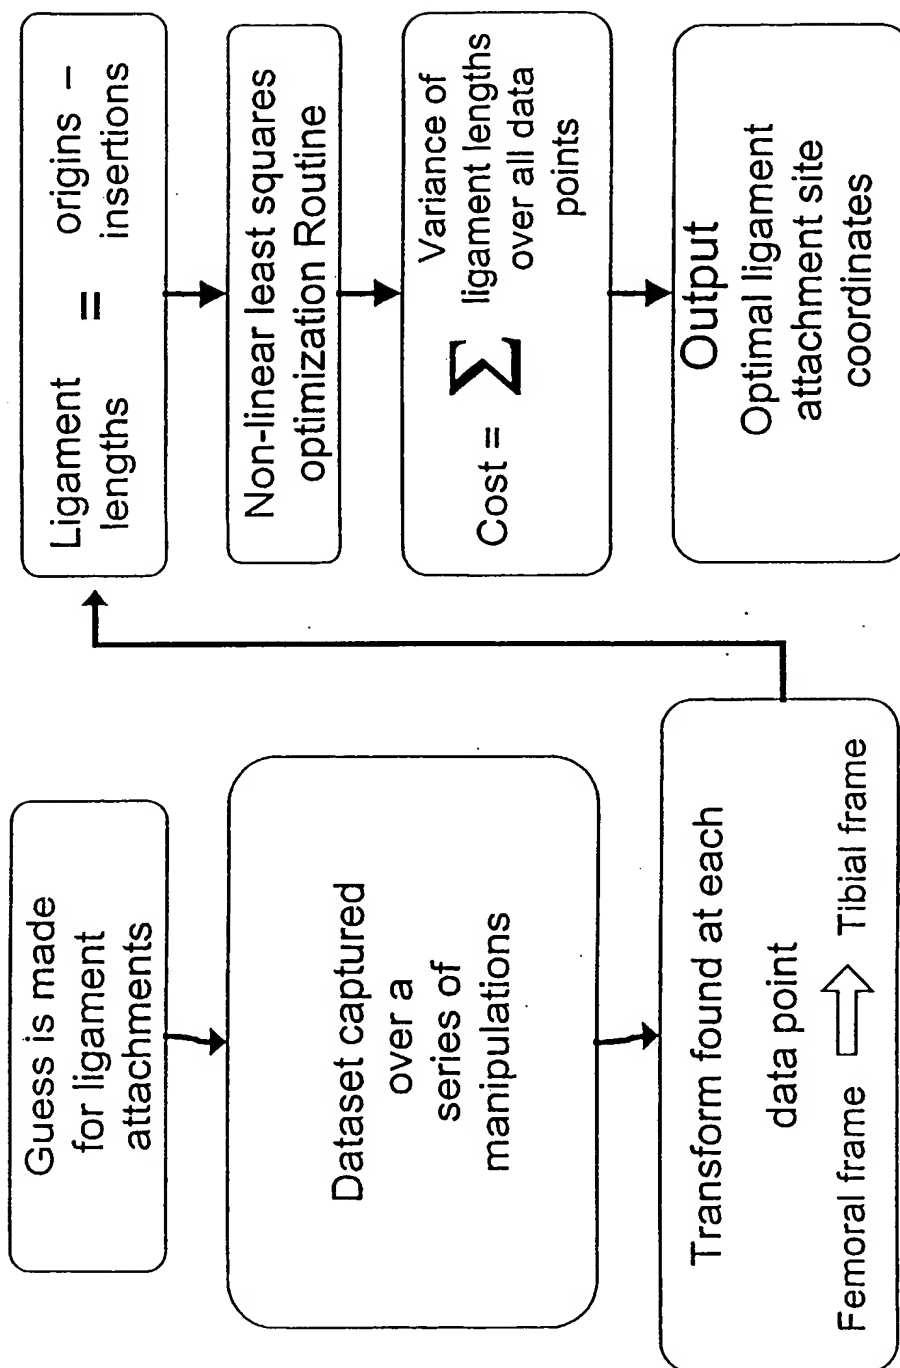 Guess is made
for ligament
attachments
Dataset captured
over a
series of
manipulations
Transform found at each
data point
Femoral frame
Tibial frame
Ligament = origins –
lengths insertions
Non-linear least squares
optimization Routine
Variance of
Cost = ∑ ligament lengths
over all data
points
Output
Optimal ligament
attachment site
coordinates